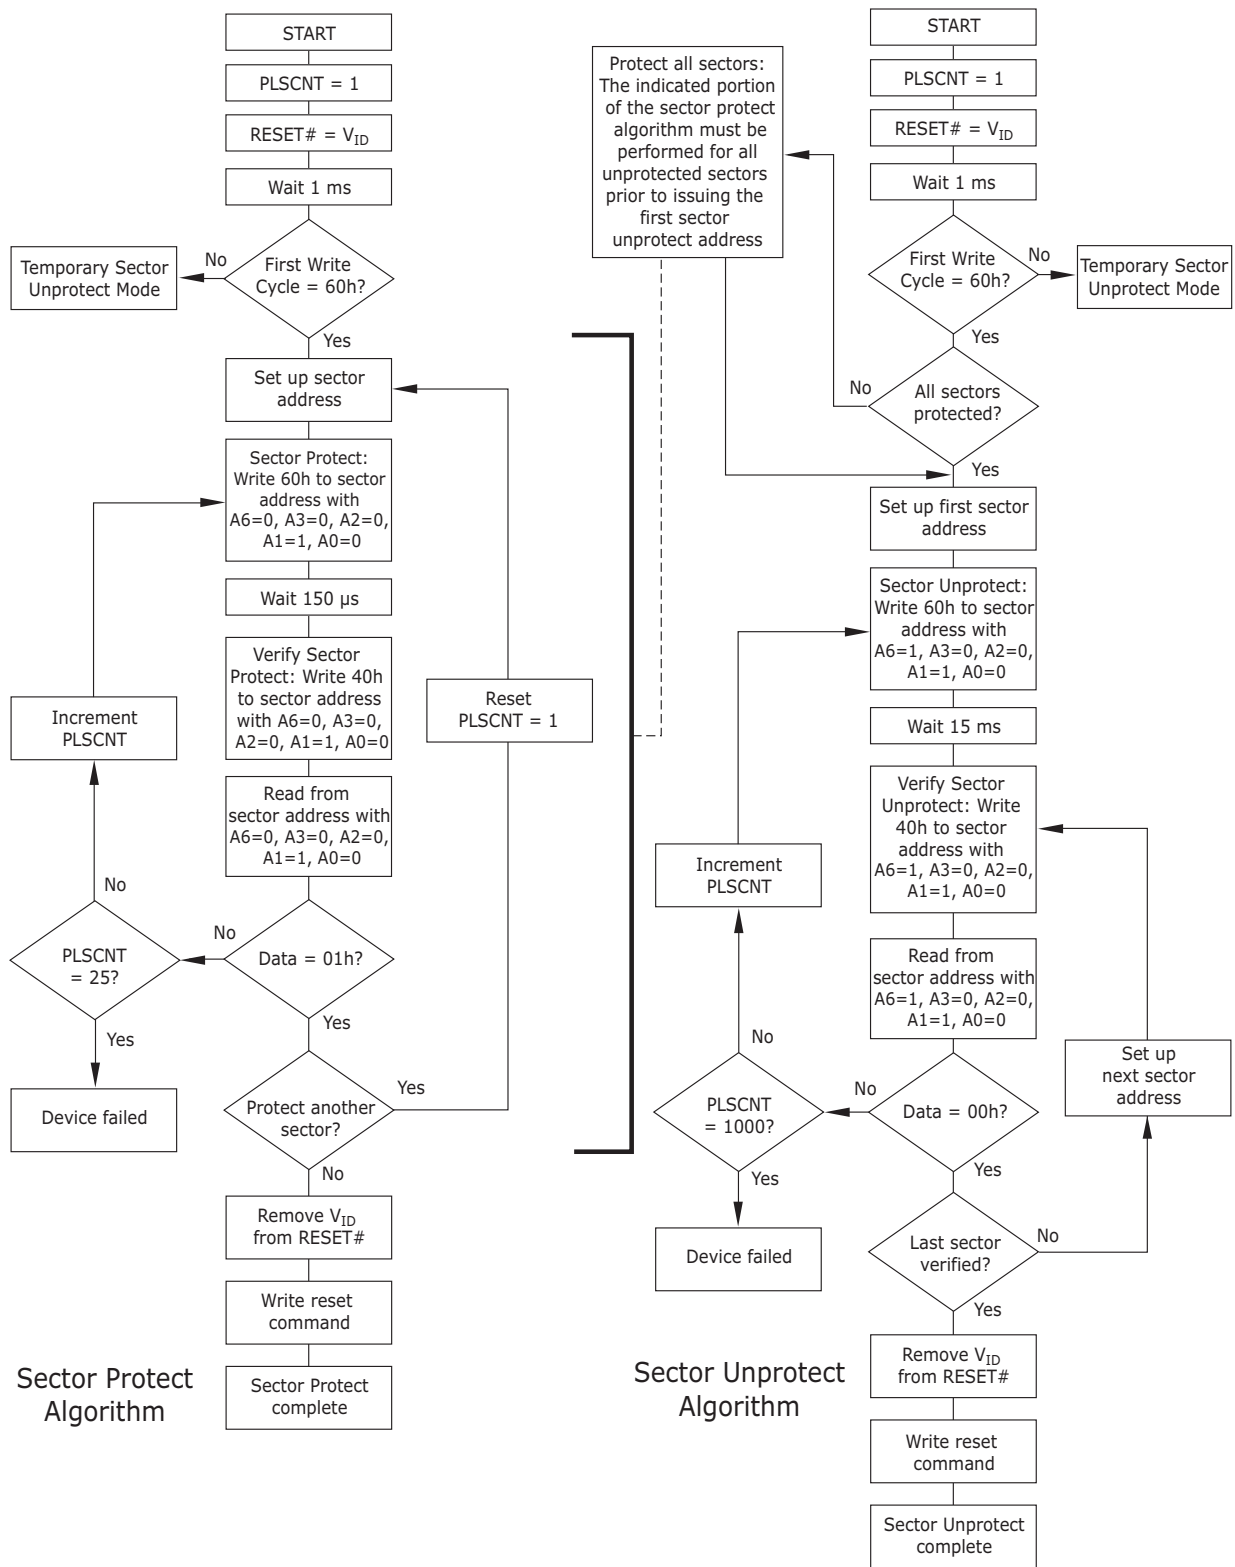 START
PLSCNT = 1
RESET# = VID
Wait 1 ms
First Write
Cycle = 60h?
No
Temporary Sector
Unprotect Mode
Yes
Set up sector
address
Sector Protect:
Write 60h to sector
address with
A6=0, A3=0, A2=0,
A1=1, A0=0
Wait 150 µs
Verify Sector
Protect: Write 40h
to sector address
with A6=0, A3=0,
A2=0, A1=1, A0=0
Increment
PLSCNT
Reset
PLSCNT = 1
Read from
sector address with
A6=0, A3=0, A2=0,
A1=1, A0=0
No
No
PLSCNT
= 25?
Data = 01h?
Yes
Yes
Device failed
Protect another
sector?
Yes
No
Remove VID
from RESET#
Write reset
command
Sector Protect
complete
Sector Protect
Algorithm
Protect all sectors:
The indicated portion
of the sector protect
algorithm must be
performed for all
unprotected sectors
prior to issuing the
first sector
unprotect address
START
PLSCNT = 1
RESET# = VID
Wait 1 ms
First Write
Cycle = 60h?
No
Temporary Sector
Unprotect Mode
Yes
No
All sectors
protected?
Yes
Set up first sector
address
Sector Unprotect:
Write 60h to sector
address with
A6=1, A3=0, A2=0,
A1=1, A0=0
Wait 15 ms
Verify Sector
Unprotect: Write
40h to sector
address with
A6=1, A3=0, A2=0,
A1=1, A0=0
Increment
PLSCNT
Read from
sector address with
A6=1, A3=0, A2=0,
A1=1, A0=0
No
No
PLSCNT
= 1000?
Data = 00h?
Set up
next sector
address
Yes
Yes
Device failed
Last sector
verified?
No
Yes
Remove VID
from RESET#
Write reset
command
Sector Unprotect
complete
Sector Unprotect
Algorithm